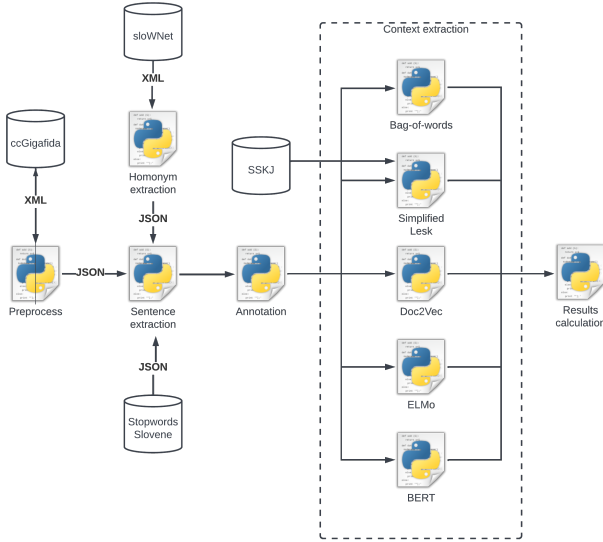 sloWNet
Context extraction
XML
Bag-of-words
ccGigafida
Homonym
extraction
SSKJ
XML
JSON
Simplified
Lesk
JSON
Preprocess
Sentence
extraction
Annotation
Doc2Vec
Results
calculation
JSON
ELMo
Stopwords
Slovene
BERT